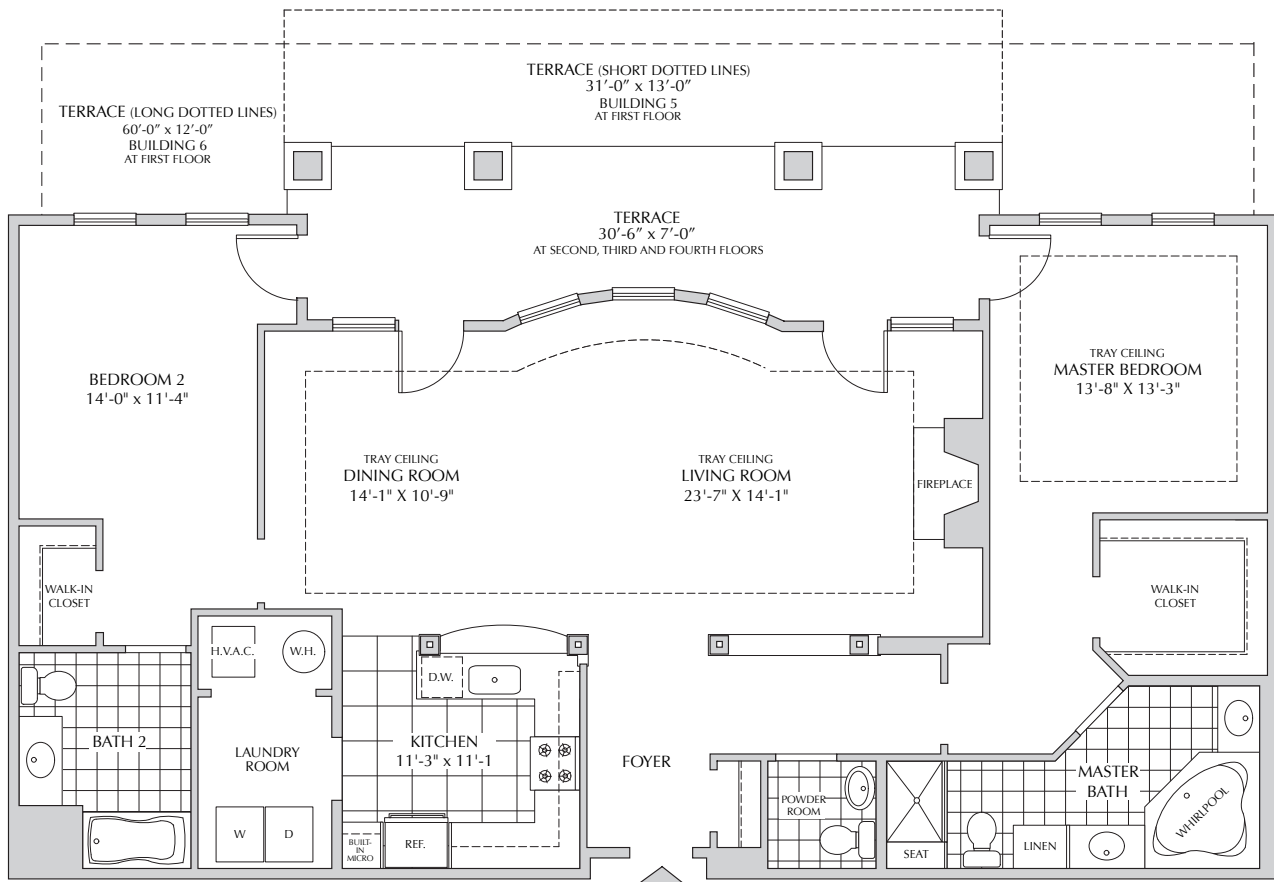 TERRACE (SHORT DOTTED LINES)
31'-0" x 13'-0"
BUILDING 5
AT FIRST FLOOR
TERRACE (LONG DOTTED LINES)
60'-0" x 12'-0"
BUILDING 6
AT FIRST FLOOR
TERRACE
30'-6" x 7'-0"
AT SECOND, THIRD AND FOURTH FLOORS
BEDROOM 2
14'-0" x 11'-4"
TRAY CEILING
MASTER BEDROOM
13'-8" X 13'-3"
TRAY CEILING
DINING ROOM
14'-1" X 10'-9"
TRAY CEILING
LIVING ROOM
23'-7" X 14'-1"
FIREPLACE
WALK-IN
CLOSET
WALK-IN
CLOSET
H.V.A.C.
W.H.
D.W.
BATH 2
LAUNDRY
ROOM
KITCHEN
11'-3" x 11'-1
FOYER
MASTER
BATH
POWDER
ROOM
WHIRLPOOL
W
D
BUILT-
IN
MICRO
REF.
SEAT
LINEN